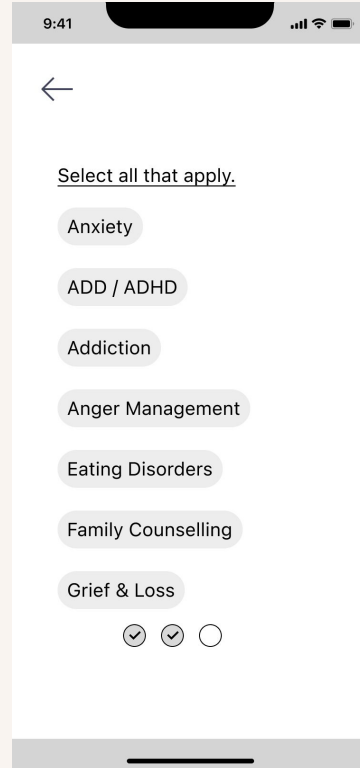 9:41
Select all that apply.
Anxiety
ADD / ADHD
Addiction
Anger Management
Eating Disorders
Family Counselling
Grief & Loss